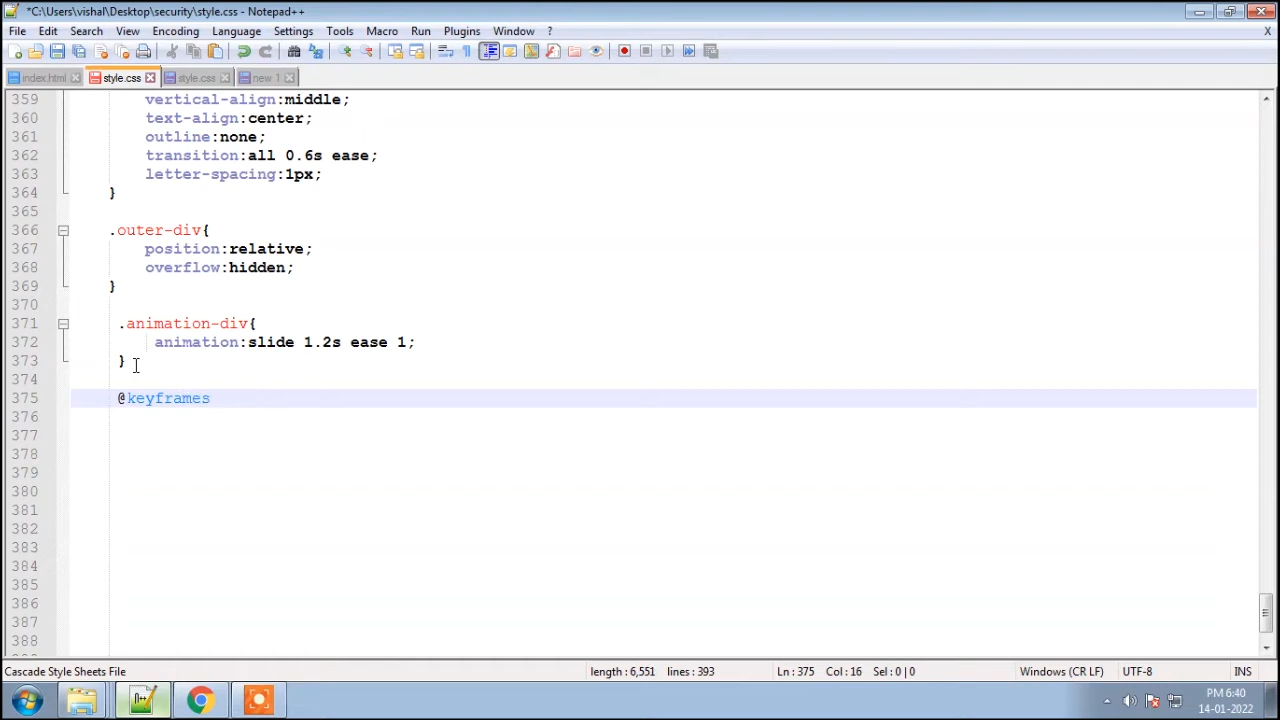 *C:\Users\vishal\Desktop\security\style.css - Notepad++
File Edit Search View Encoding Language Settings Tools Macro Run Plugins Window ? X
index.html style.css style.css new 1
359 vertical-align:middle;
360 text-align:center;
361 outline:none;
362 transition:all 0.6s ease;
363 letter-spacing:1px;
364 }
365
366 .outer-div{
367 position:relative;
368 overflow:hidden;
369 }
370
371 .animation-div{
372 animation:slide 1.2s ease 1;
373 }
374
375 @keyframes
376
377
378
379
380
381
382
383
384
385
386
387
388
Cascade Style Sheets File length : 6,551 lines : 393 Ln : 375 Col : 16 Sel : 0 | 0 Windows (CR LF) UTF-8 INS
PM 6:40
14-01-2022